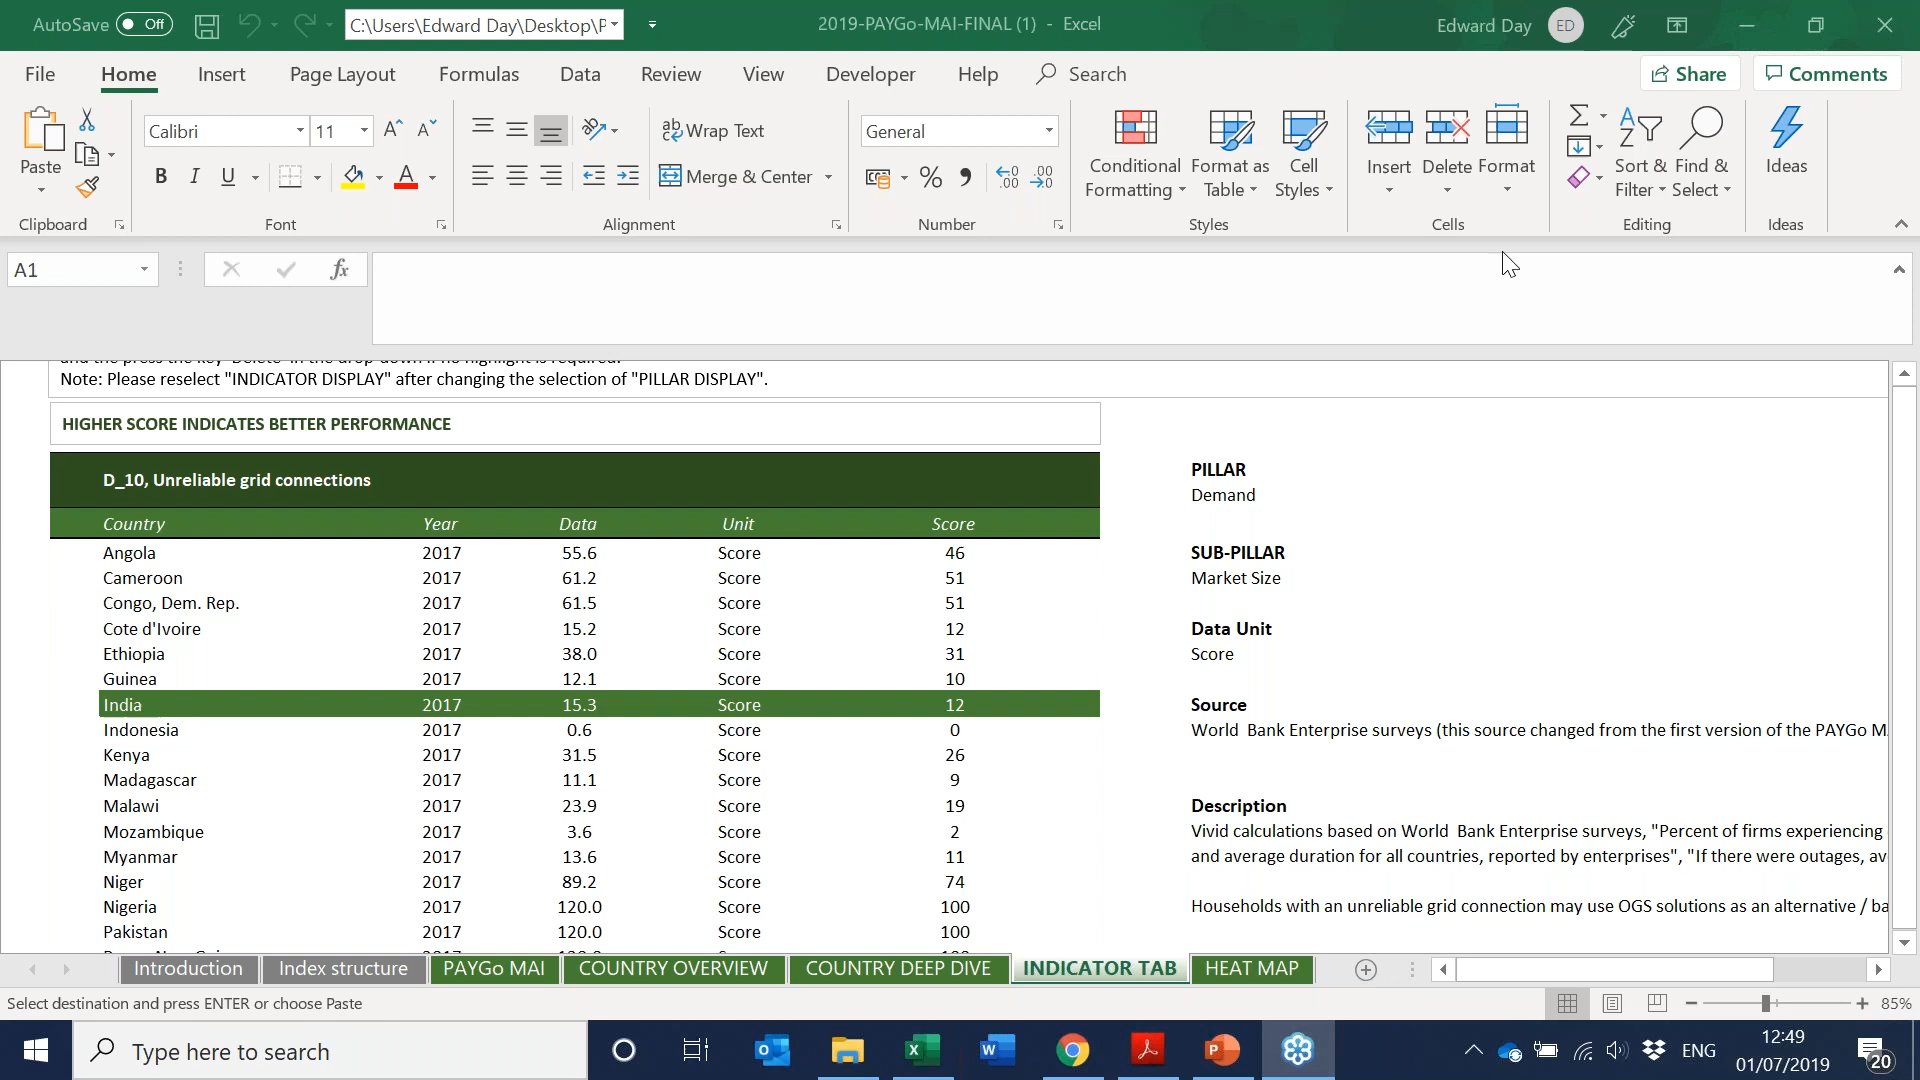 AutoSave Off C:\Users\Edward Day\Desktop\P 2019-PAYGo-MAI-FINAL (1) - Excel Edward Day ED
File Home Insert Page Layout Formulas Data Review View Developer Help Search Share Comments
Paste Calibri 11 Wrap Text General Conditional Formatting Format as Table Cell Styles Insert Delete Format Sort & Filter Find & Select Ideas
B I U Merge & Center
Clipboard Font Alignment Number Styles Cells Editing Ideas
A1 fx
Note: Please reselect "INDICATOR DISPLAY" after changing the selection of "PILLAR DISPLAY".
HIGHER SCORE INDICATES BETTER PERFORMANCE
D_10, Unreliable grid connections
Country Year Data Unit Score
Angola 2017 55.6 Score 46
Cameroon 2017 61.2 Score 51
Congo, Dem. Rep. 2017 61.5 Score 51
Cote d'Ivoire 2017 15.2 Score 12
Ethiopia 2017 38.0 Score 31
Guinea 2017 12.1 Score 10
India 2017 15.3 Score 12
Indonesia 2017 0.6 Score 0
Kenya 2017 31.5 Score 26
Madagascar 2017 11.1 Score 9
Malawi 2017 23.9 Score 19
Mozambique 2017 3.6 Score 2
Myanmar 2017 13.6 Score 11
Niger 2017 89.2 Score 74
Nigeria 2017 120.0 Score 100
Pakistan 2017 120.0 Score 100
PILLAR
Demand
SUB-PILLAR
Market Size
Data Unit
Score
Source
World Bank Enterprise surveys (this source changed from the first version of the PAYGo M
Description
Vivid calculations based on World Bank Enterprise surveys, "Percent of firms experiencing
and average duration for all countries, reported by enterprises", "If there were outages, av
Households with an unreliable grid connection may use OGS solutions as an alternative / ba
Introduction Index structure PAYGo MAI COUNTRY OVERVIEW COUNTRY DEEP DIVE INDICATOR TAB HEAT MAP
Select destination and press ENTER or choose Paste 85%
Type here to search ENG 12:49
01/07/2019 20